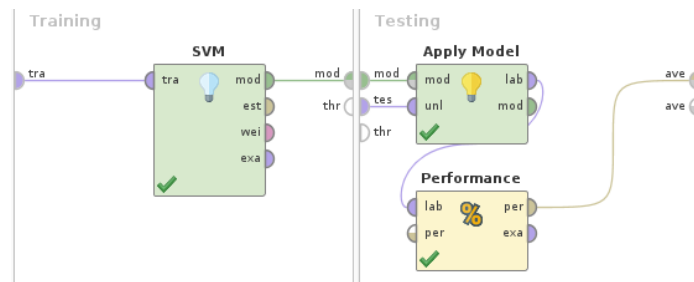 Training
Testing
SVM
Apply Model
tra
tra
mod
mod
mod
mod
lab
ave
est
thr
tes
unl
mod
ave
wei
thr
exa
Performance
lab
per
%
per
exa